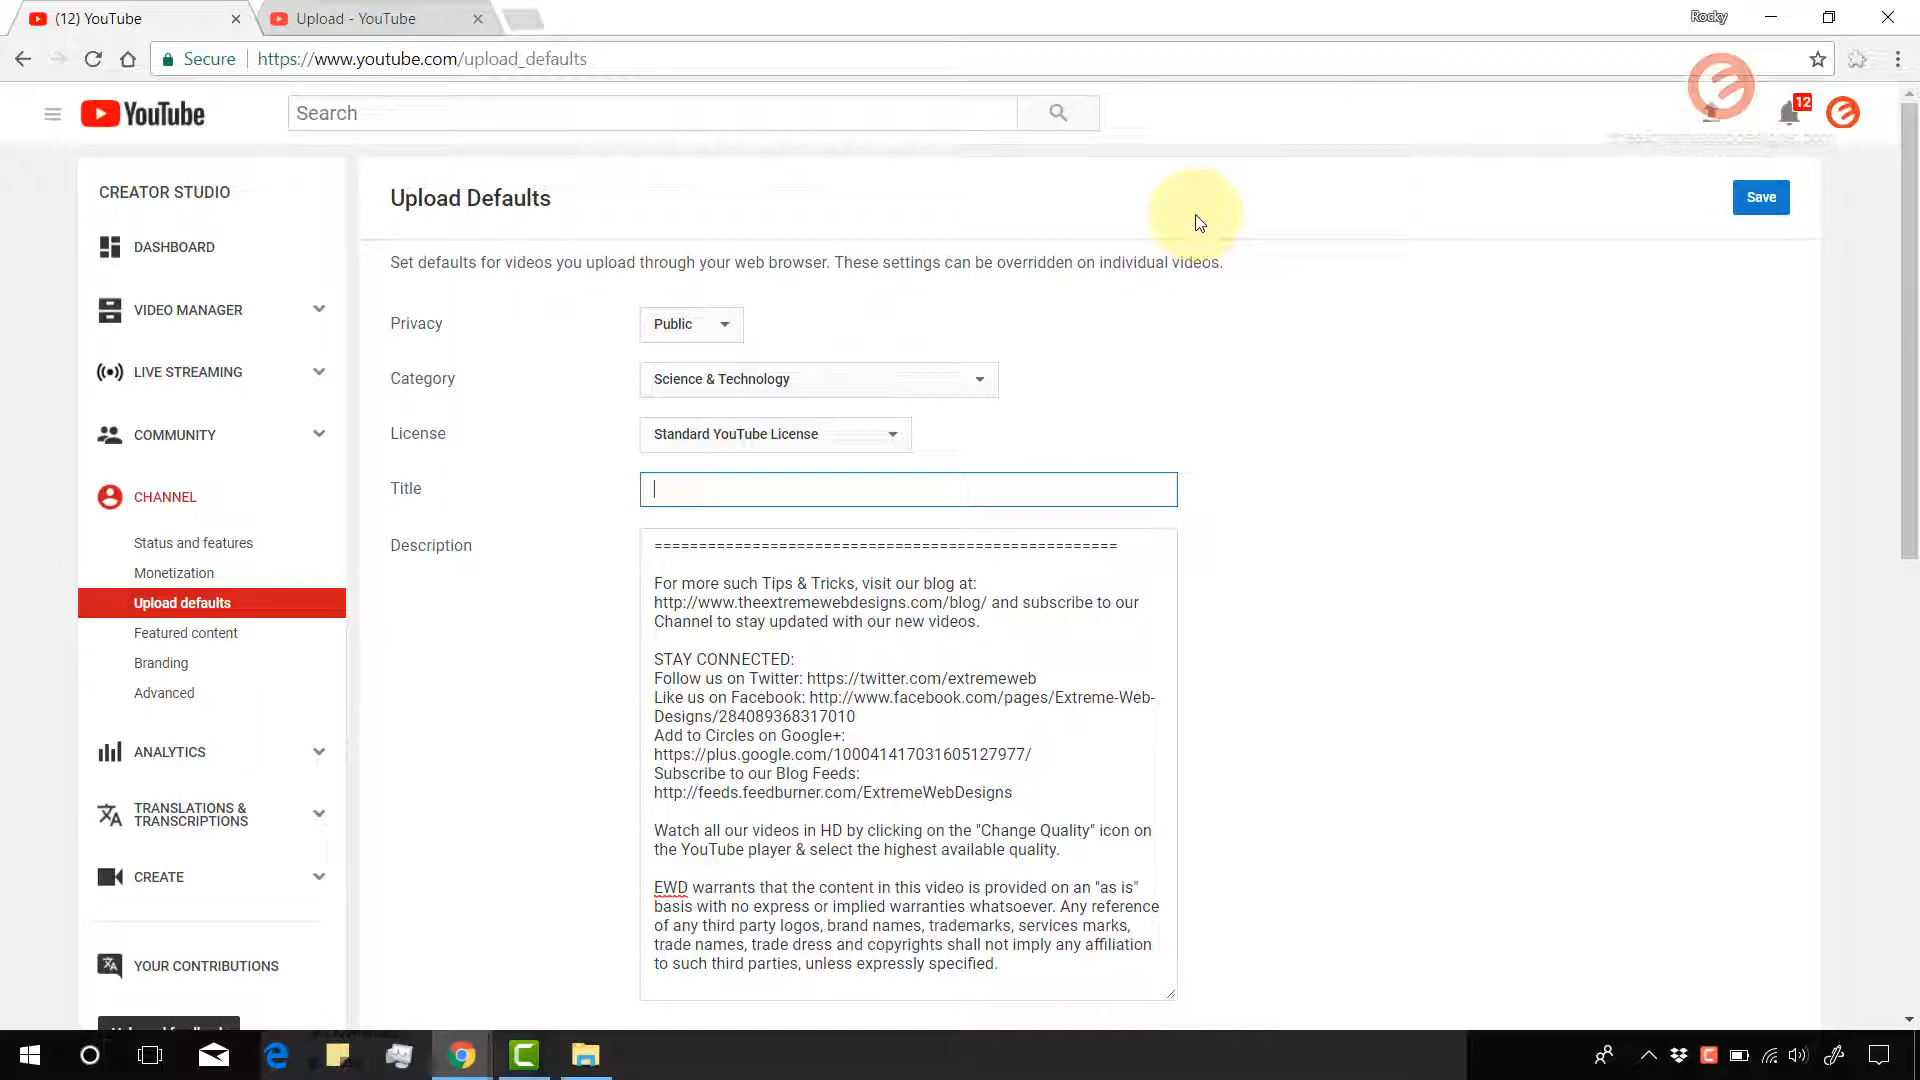 (12) YouTube
Upload - YouTube
Rocky
Secure
https://www.youtube.com/upload_defaults
YouTube
Search
12
CREATOR STUDIO
DASHBOARD
VIDEO MANAGER
LIVE STREAMING
COMMUNITY
CHANNEL
Status and features
Monetization
Upload defaults
Featured content
Branding
Advanced
ANALYTICS
TRANSLATIONS &
TRANSCRIPTIONS
CREATE
YOUR CONTRIBUTIONS
Upload Defaults
Save
Set defaults for videos you upload through your web browser. These settings can be overridden on individual videos.
Privacy
Public
Category
Science & Technology
License
Standard YouTube License
Title
Description
====================================================
For more such Tips & Tricks, visit our blog at:
http://www.theextremewebdesigns.com/blog/ and subscribe to our
Channel to stay updated with our new videos.
STAY CONNECTED:
Follow us on Twitter: https://twitter.com/extremeweb
Like us on Facebook: http://www.facebook.com/pages/Extreme-Web-
Designs/284089368317010
Add to Circles on Google+:
https://plus.google.com/100041417031605127977/
Subscribe to our Blog Feeds:
http://feeds.feedburner.com/ExtremeWebDesigns
Watch all our videos in HD by clicking on the "Change Quality" icon on
the YouTube player & select the highest available quality.
EWD warrants that the content in this video is provided on an "as is"
basis with no express or implied warranties whatsoever. Any reference
of any third party logos, brand names, trademarks, services marks,
trade names, trade dress and copyrights shall not imply any affiliation
to such third parties, unless expressly specified.